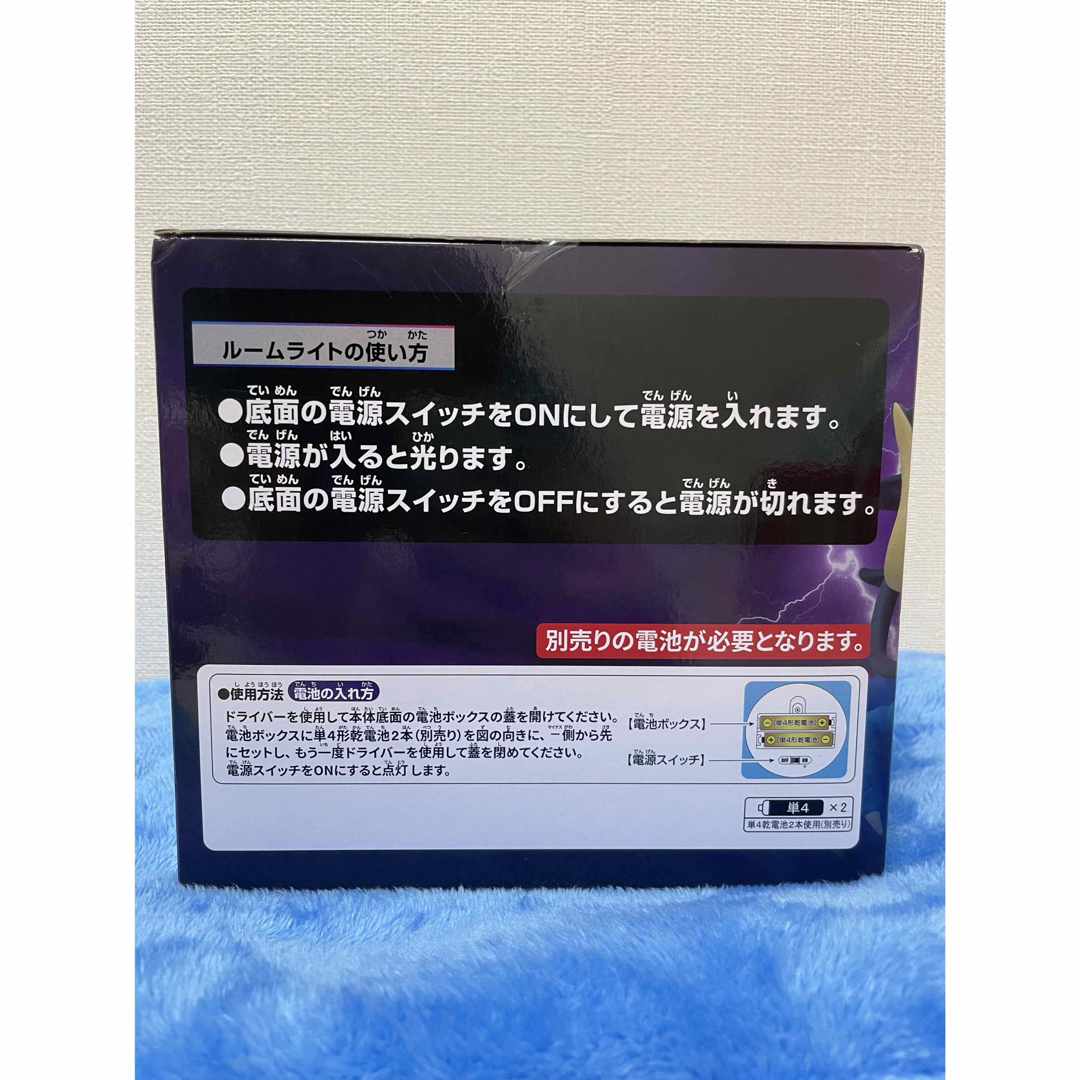 ルームライトの使い方
●底面の電源スイッチをONにして電源を入れます。
●電源が入ると光ります。
●底面の電源スイッチをOFFにすると電源が切れます。
別売りの電池が必要となります。
●使用方法 電池の入れ方
ドライバーを使用して本体底面の電池ボックスの蓋を開けてください。
電池ボックスに単4形乾電池2本(別売り)を図の向きに、−側から先
にセットし、もう一度ドライバーを使用して蓋を閉めてください。
電源スイッチをONにすると点灯します。
【電池ボックス】
単4形乾電池
単4形乾電池
【電源スイッチ】
単4 ×2
単4乾電池2本使用(別売り)